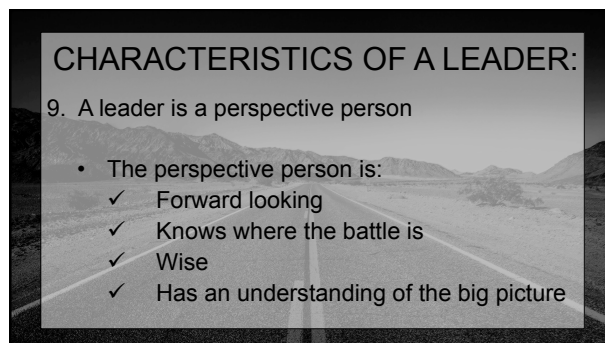 CHARACTERISTICS OF A LEADER:
9. A leader is a perspective person
• The perspective person is:
✓ Forward looking
✓ Knows where the battle is
✓ Wise
✓ Has an understanding of the big picture